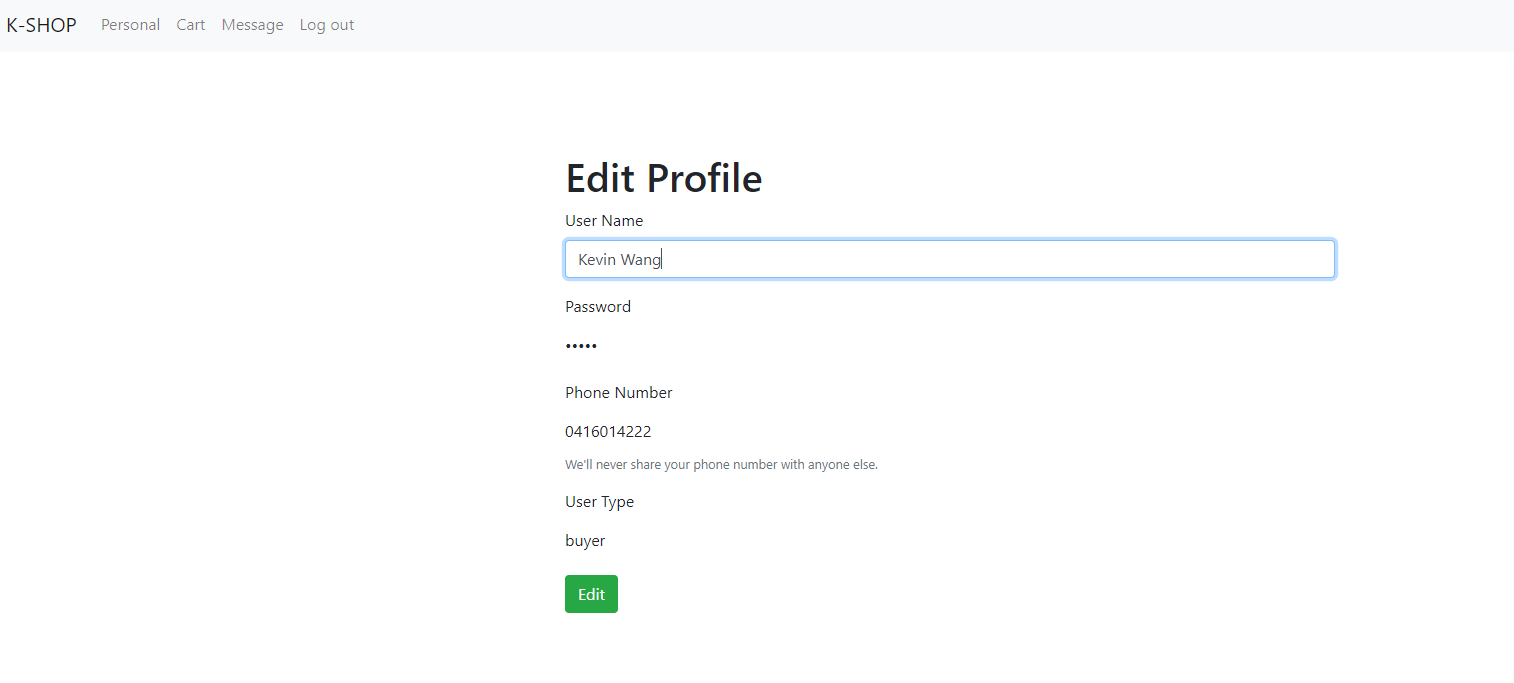 K-SHOP Personal Cart Message Log out
Edit Profile
User Name
Kevin Wang
Password
•••••
Phone Number
0416014222
We'll never share your phone number with anyone else.
User Type
buyer
Edit